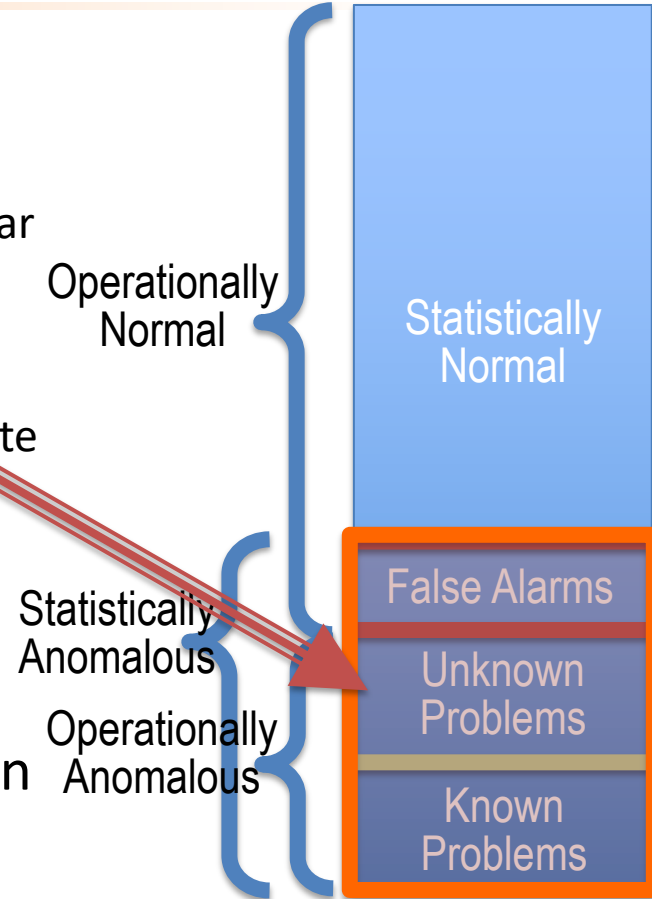 ar
Operationally
Normal
Statistically
Normal
te
False Alarms
Statistically
Anomalous
Unknown
Problems
Operationally
n Anomalous
Known
Problems